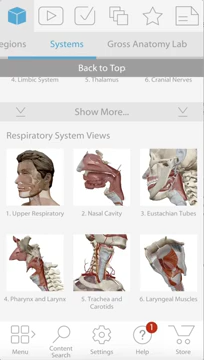 egions Systems Gross Anatomy Lab
Back to Top
4. Limbic System 5. Thalamus 6. Cranial Nerves
Show More...
Respiratory System Views
1. Upper Respiratory 2. Nasal Cavity 3. Eustachian Tubes
4. Pharynx and Larynx 5. Trachea and Carotids 6. Laryngeal Muscles
1
Menu Content Search Settings Help Store